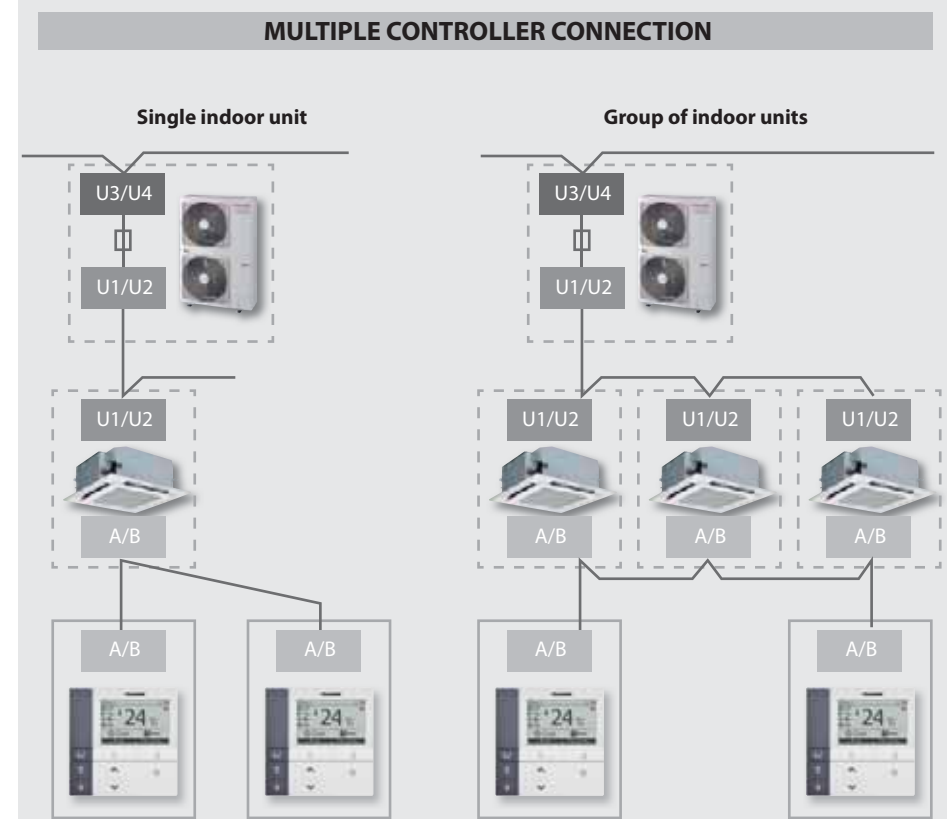 MULTIPLE CONTROLLER CONNECTION
Single indoor unit
Group of indoor units
U3/U4
U3/U4
U1/U2
U1/U2
U1/U2
U1/U2
U1/U2
U1/U2
A/B
A/B
A/B
A/B
A/B
A/B
A/B
A/B
24 °c
24 °c
24 °c
24 °c